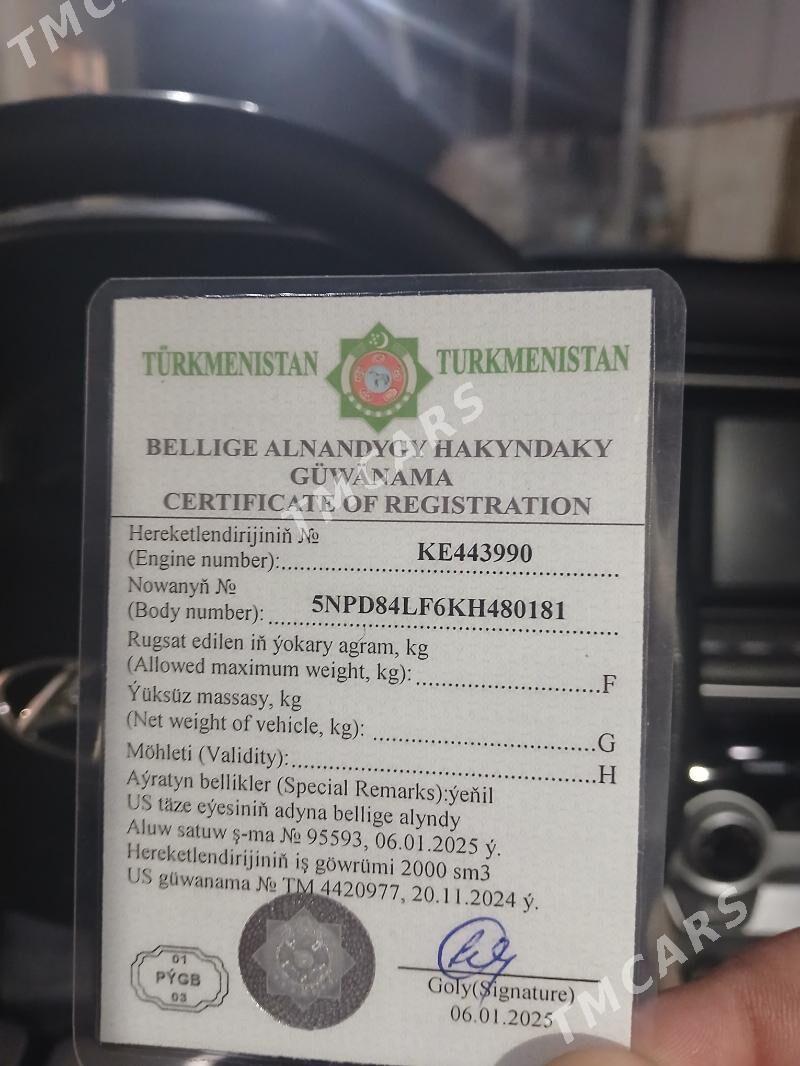 TMCARS
TÜRKMENISTAN TURKMENISTAN
BELLIGE ALNANDYGY HAKYNDAKY
GÜWÄNAMA
CERTIFICATE OF REGISTRATION
TMCARS
Hereketlendirijiniň №
(Engine number):..... KE443990
Nowanyň №
(Body number): ..... 5NPD84LF6KH480181
Rugsat edilen iň ýokary agram, kg
(Allowed maximum weight, kg): .....F
Ýüksüz massasy, kg
(Net weight of vehicle, kg): .....G
Möhleti (Validity):.....H
Aýratyn bellikler (Special Remarks):ýeňil
US täze eýesiniň adyna bellige alyndy
Aluw satuw ş-ma № 95593, 06.01.2025 ý.
Hereketlendirijiniň iş göwrümi 2000 sm3
US güwanama № TM 4420977, 20.11.2024 ý.
01
PÝGB
03
Goly(Signature)
06.01.2025
TMCARS